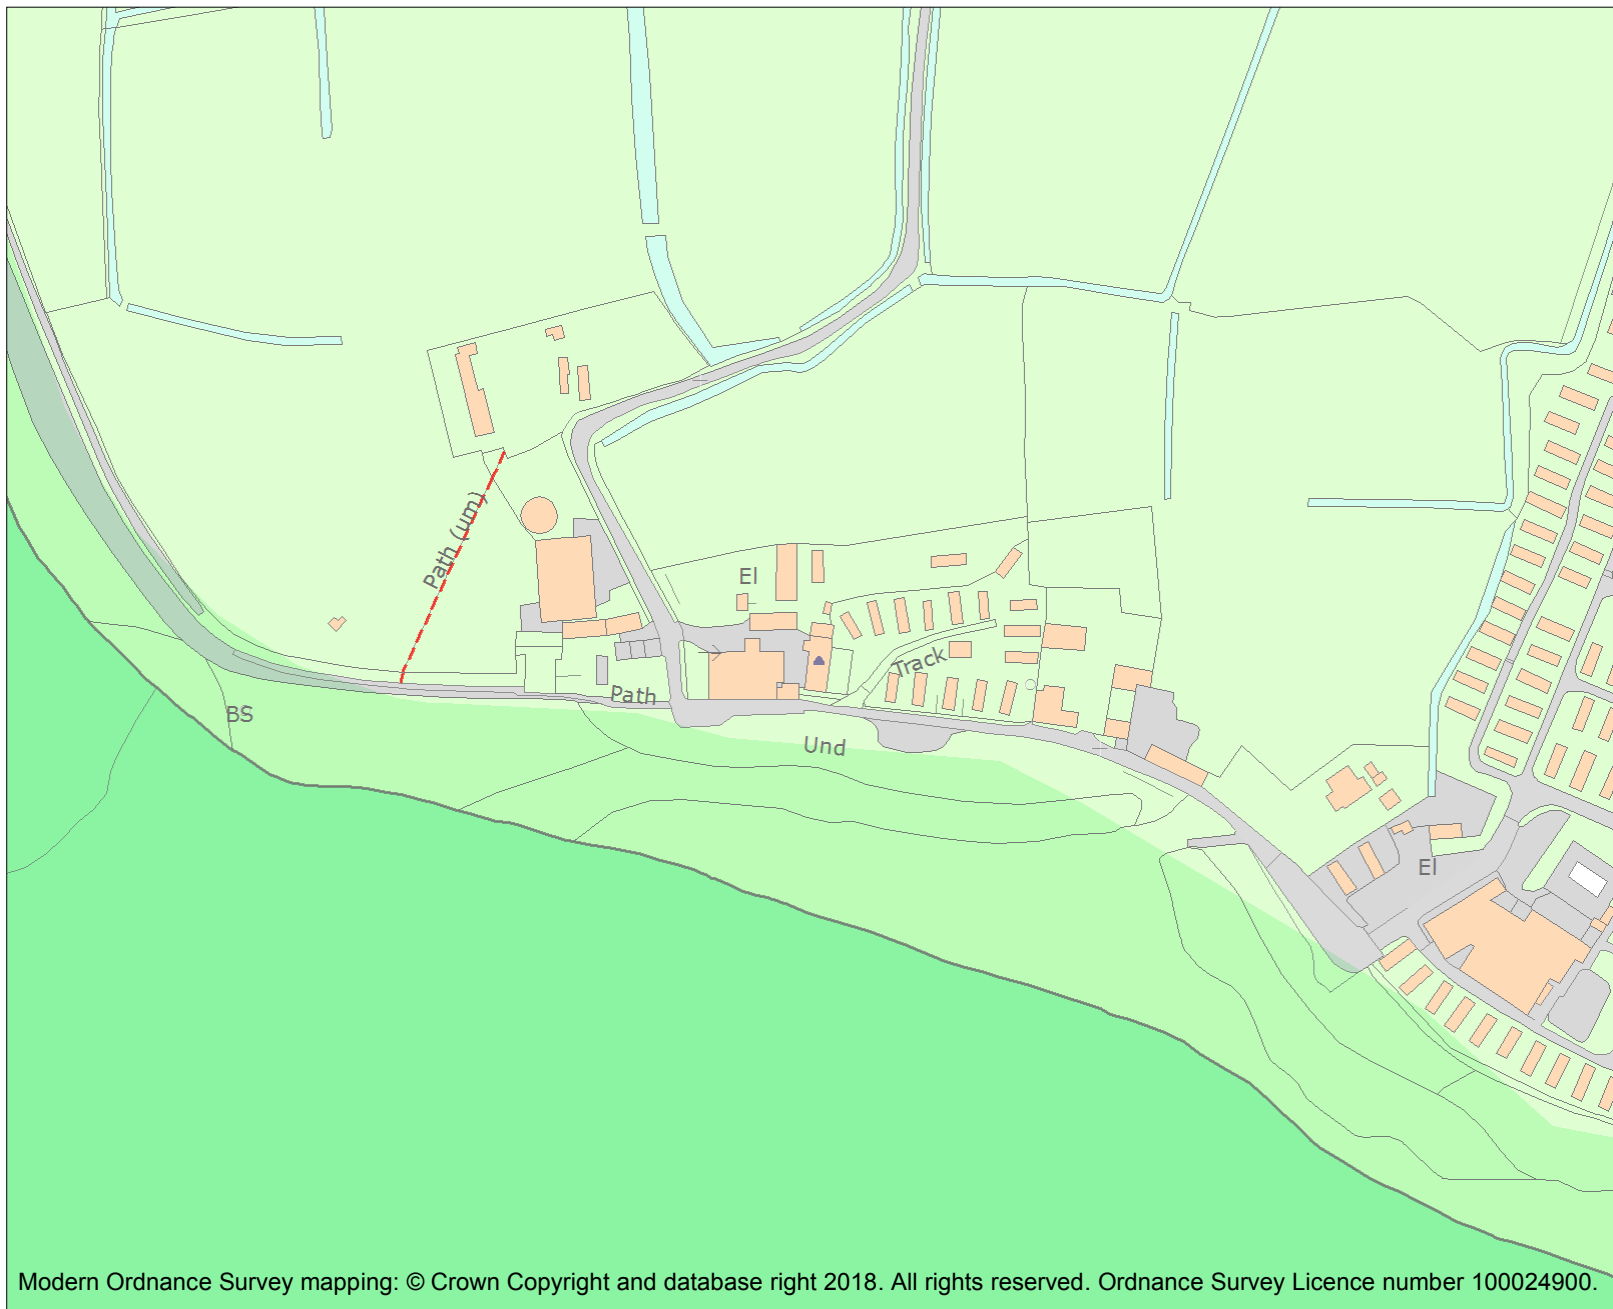 Path (um)
El
Track
Path
BS
Und
El
Modern Ordnance Survey mapping: © Crown Copyright and database right 2018. All rights reserved. Ordnance Survey Licence number 100024900.